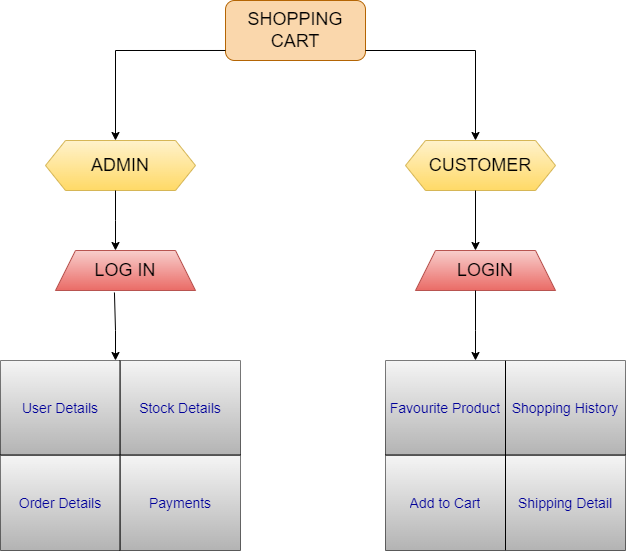 SHOPPING
CART
ADMIN
CUSTOMER
LOG IN
LOGIN
User Details
Stock Details
Favourite Product
Shopping History
Order Details
Payments
Add to Cart
Shipping Detail